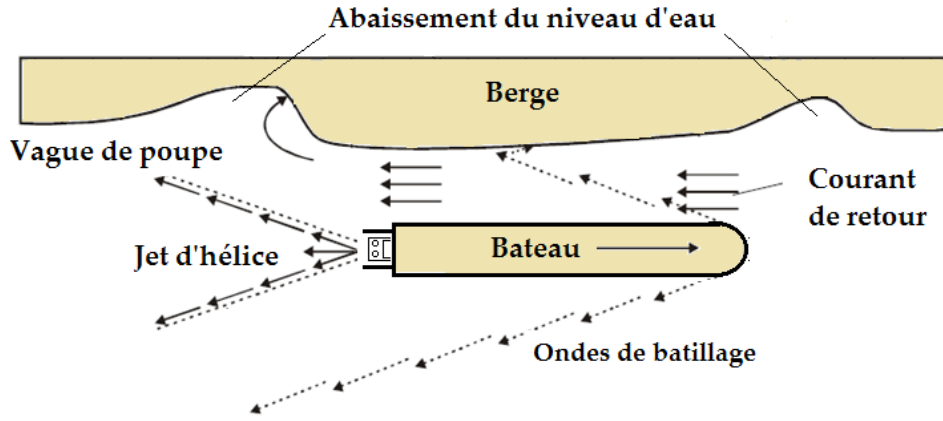 Abaissement du niveau d'eau
Berge
Vague de poupe
Courant
de retour
Jet d'hélice
Bateau
Ondes de batillage